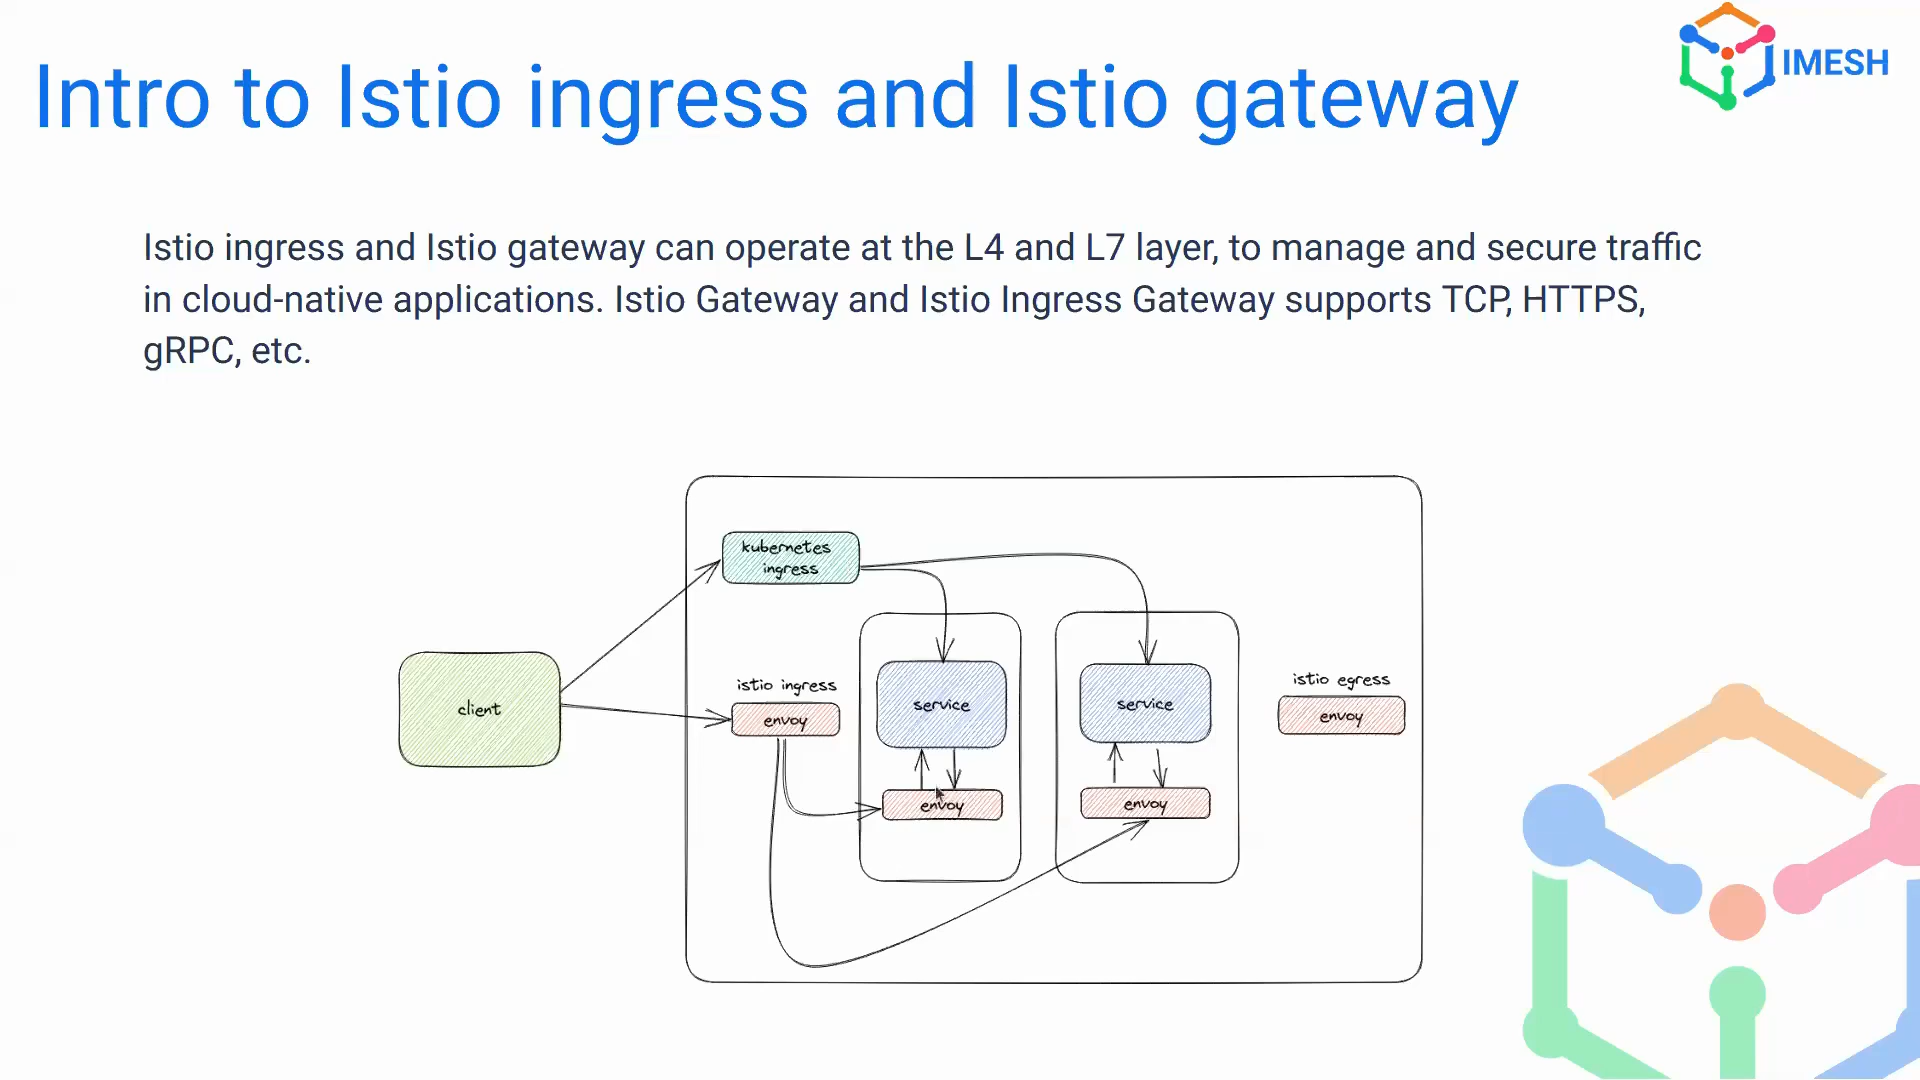 Intro to Istio ingress and Istio gateway
IMESH
Istio ingress and Istio gateway can operate at the L4 and L7 layer, to manage and secure traffic
in cloud-native applications. Istio Gateway and Istio Ingress Gateway supports TCP, HTTPS,
gRPC, etc.
kubernetes
ingress
client
istio ingress
envoy
service
envoy
service
envoy
istio egress
envoy